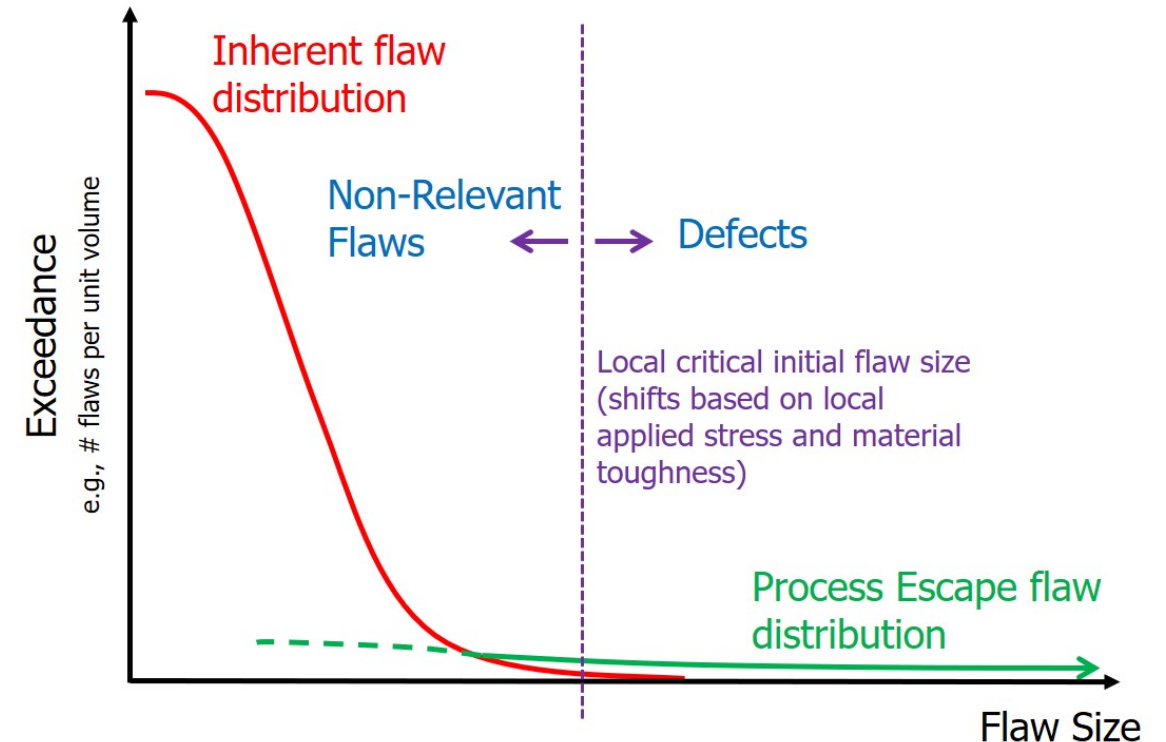 Inherent flaw
distribution
Non-Relevant
Flaws
Defects
Exceedance
e.g., # flaws per unit volume
Local critical initial flaw size
(shifts based on local
applied stress and material
toughness)
Process Escape flaw
distribution
Flaw Size